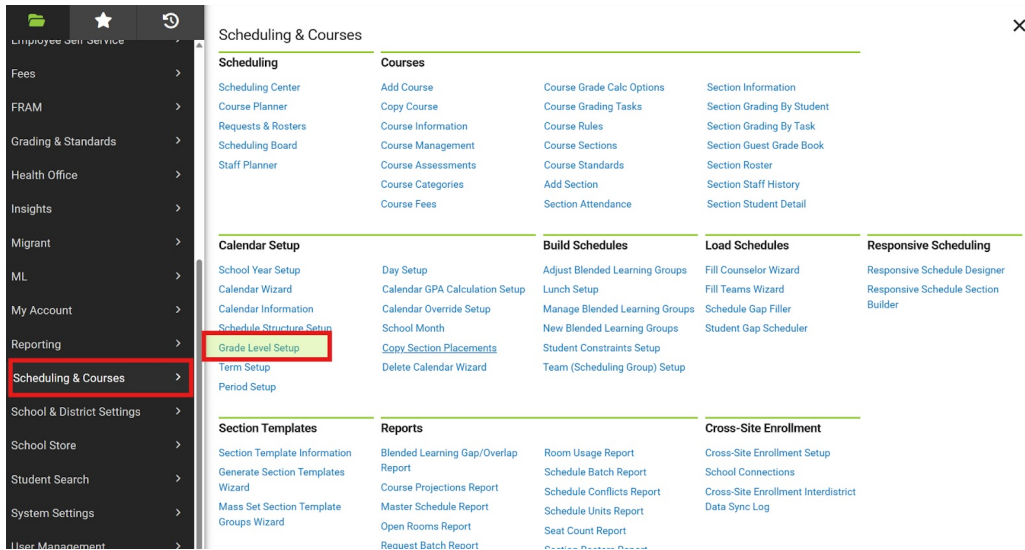 Employee Self Service
Fees
FRAM
Grading & Standards
Health Office
Insights
Migrant
ML
My Account
Reporting
Scheduling & Courses
School & District Settings
School Store
Student Search
System Settings
User Management
Scheduling & Courses
Scheduling
Scheduling Center
Course Planner
Requests & Rosters
Scheduling Board
Staff Planner
Courses
Add Course
Copy Course
Course Information
Course Management
Course Assessments
Course Categories
Course Fees
Course Grade Calc Options
Course Grading Tasks
Course Rules
Course Sections
Course Standards
Add Section
Section Attendance
Section Information
Section Grading By Student
Section Grading By Task
Section Guest Grade Book
Section Roster
Section Staff History
Section Student Detail
Calendar Setup
School Year Setup
Calendar Wizard
Calendar Information
Schedule Structure Setup
Grade Level Setup
Term Setup
Period Setup
Day Setup
Calendar GPA Calculation Setup
Calendar Override Setup
School Month
Copy Section Placements
Delete Calendar Wizard
Build Schedules
Adjust Blended Learning Groups
Lunch Setup
Manage Blended Learning Groups
New Blended Learning Groups
Student Constraints Setup
Team (Scheduling Group) Setup
Load Schedules
Fill Counselor Wizard
Fill Teams Wizard
Schedule Gap Filler
Student Gap Scheduler
Responsive Scheduling
Responsive Schedule Designer
Responsive Schedule Section
Builder
Section Templates
Section Template Information
Generate Section Templates
Wizard
Mass Set Section Template
Groups Wizard
Reports
Blended Learning Gap/Overlap
Report
Course Projections Report
Master Schedule Report
Open Rooms Report
Request Batch Report
Room Usage Report
Schedule Batch Report
Schedule Conflicts Report
Schedule Units Report
Seat Count Report
Section Rosters Report
Cross-Site Enrollment
Cross-Site Enrollment Setup
School Connections
Cross-Site Enrollment Interdistrict
Data Sync Log